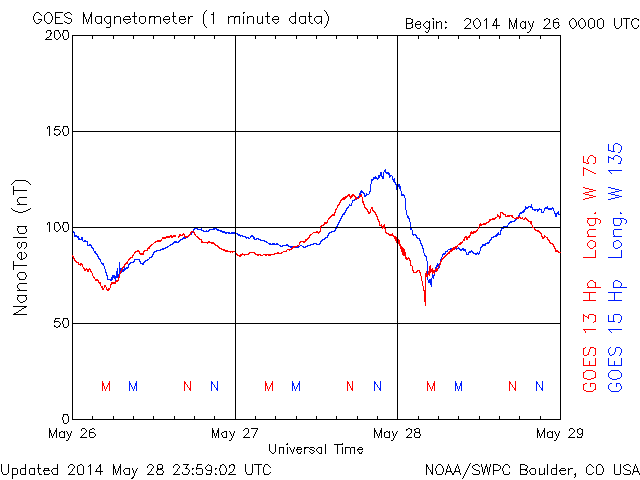 GOES Magnetometer (1 minute data)
Begin: 2014 May 26 0000 UTC
200
150
100
50
0
NanoTesla (nT)
M M N N M M N N M M N N
May 26 May 27 May 28 May 29
Universal Time
GOES 13 Hp Long. W 75
GOES 15 Hp Long. W 135
Updated 2014 May 28 23:59:02 UTC
NOAA/SWPC Boulder, CO USA